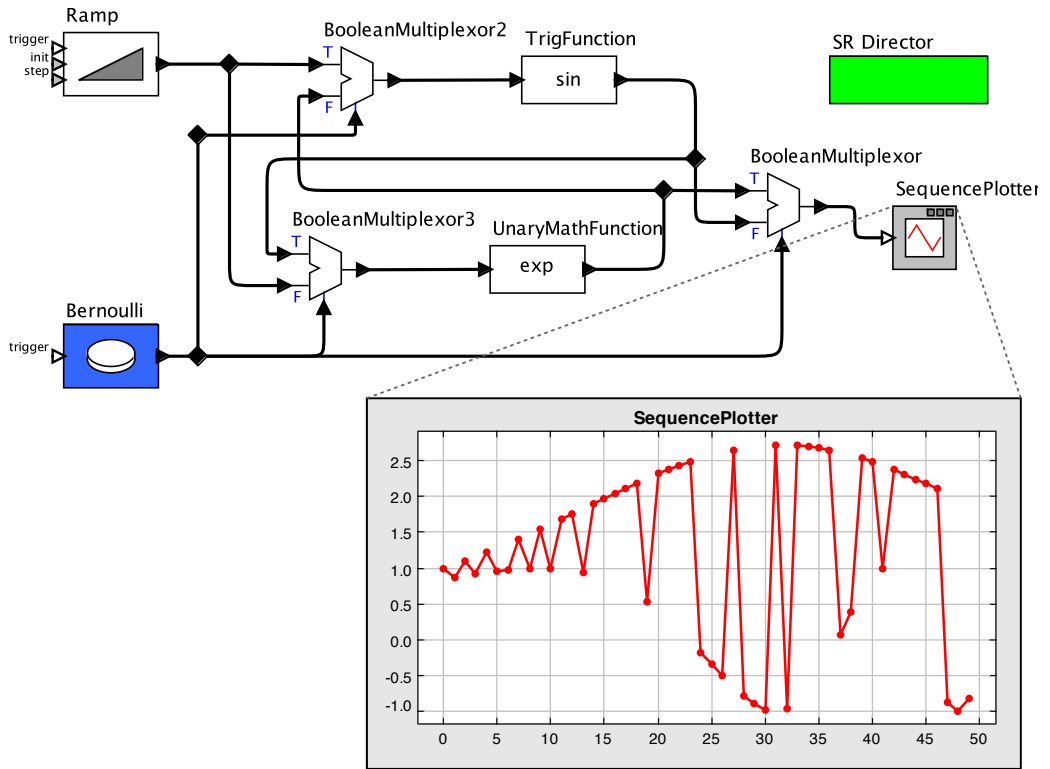 Ramp
trigger
init
step
BooleanMultiplexor2
T
F
TrigFunction
sin
SR Director
BooleanMultiplexor
T
F
SequencePlotter
BooleanMultiplexor3
T
F
UnaryMathFunction
exp
Bernoulli
trigger
SequencePlotter
2.5
2.0
1.5
1.0
0.5
0.0
-0.5
-1.0
0 5 10 15 20 25 30 35 40 45 50